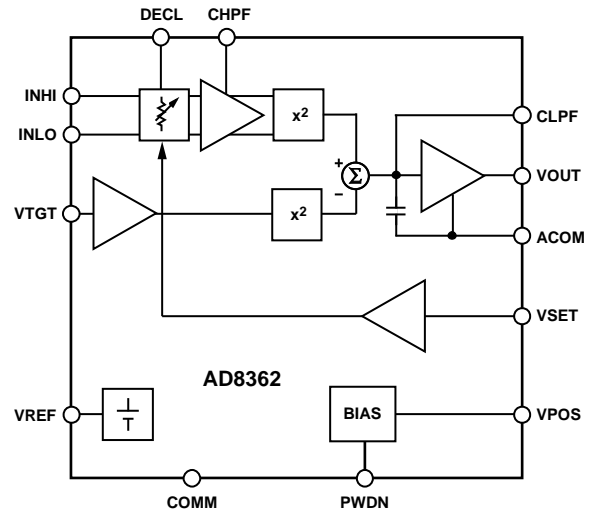 DECL CHPF
INHI
x²
CLPF
INLO
+
Σ
VOUT
–
VTGT
x²
ACOM
VSET
AD8362
VREF
BIAS
VPOS
COMM
PWDN